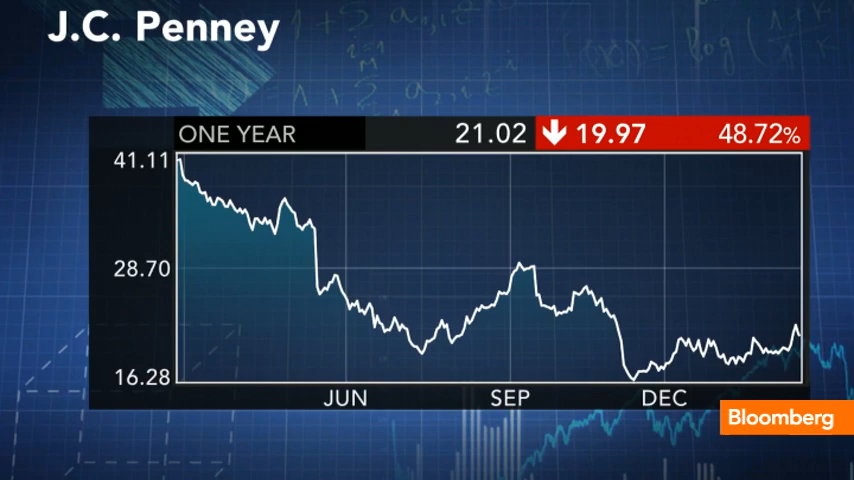 J.C. Penney
ONE YEAR 21.02 19.97 48.72%
41.11
28.70
16.28
JUN SEP DEC
Bloomberg